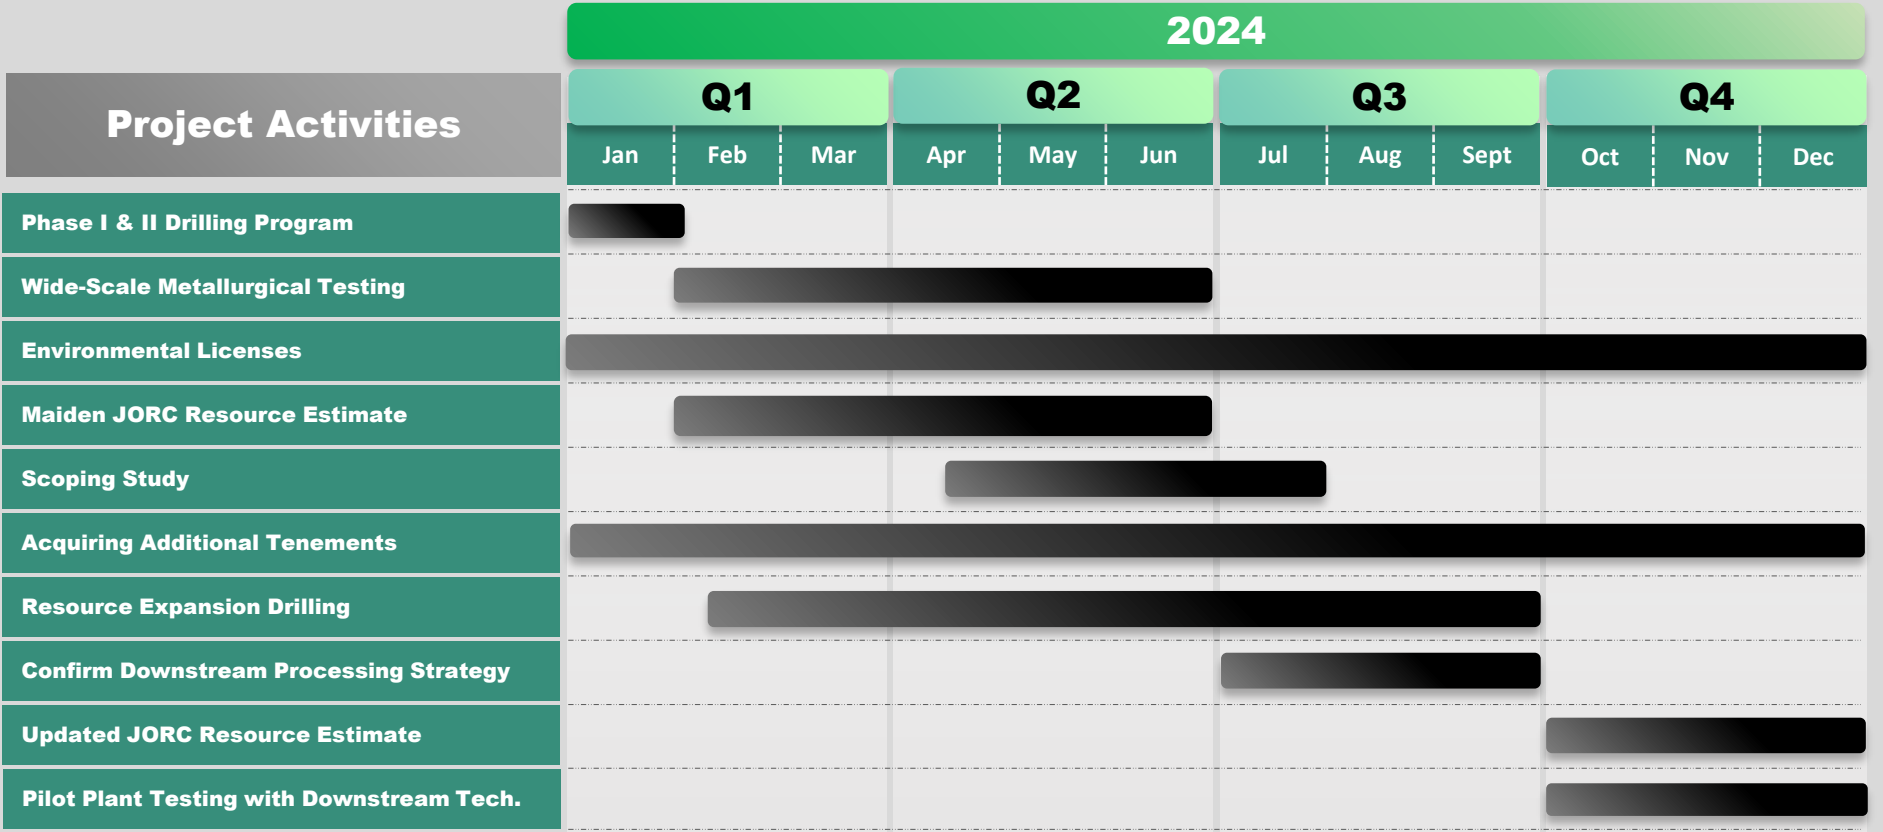 2024
Project Activities
Q1 Q2 Q3 Q4
Jan Feb Mar Apr May Jun Jul Aug Sept Oct Nov Dec
Phase I & II Drilling Program
Wide-Scale Metallurgical Testing
Environmental Licenses
Maiden JORC Resource Estimate
Scoping Study
Acquiring Additional Tenements
Resource Expansion Drilling
Confirm Downstream Processing Strategy
Updated JORC Resource Estimate
Pilot Plant Testing with Downstream Tech.